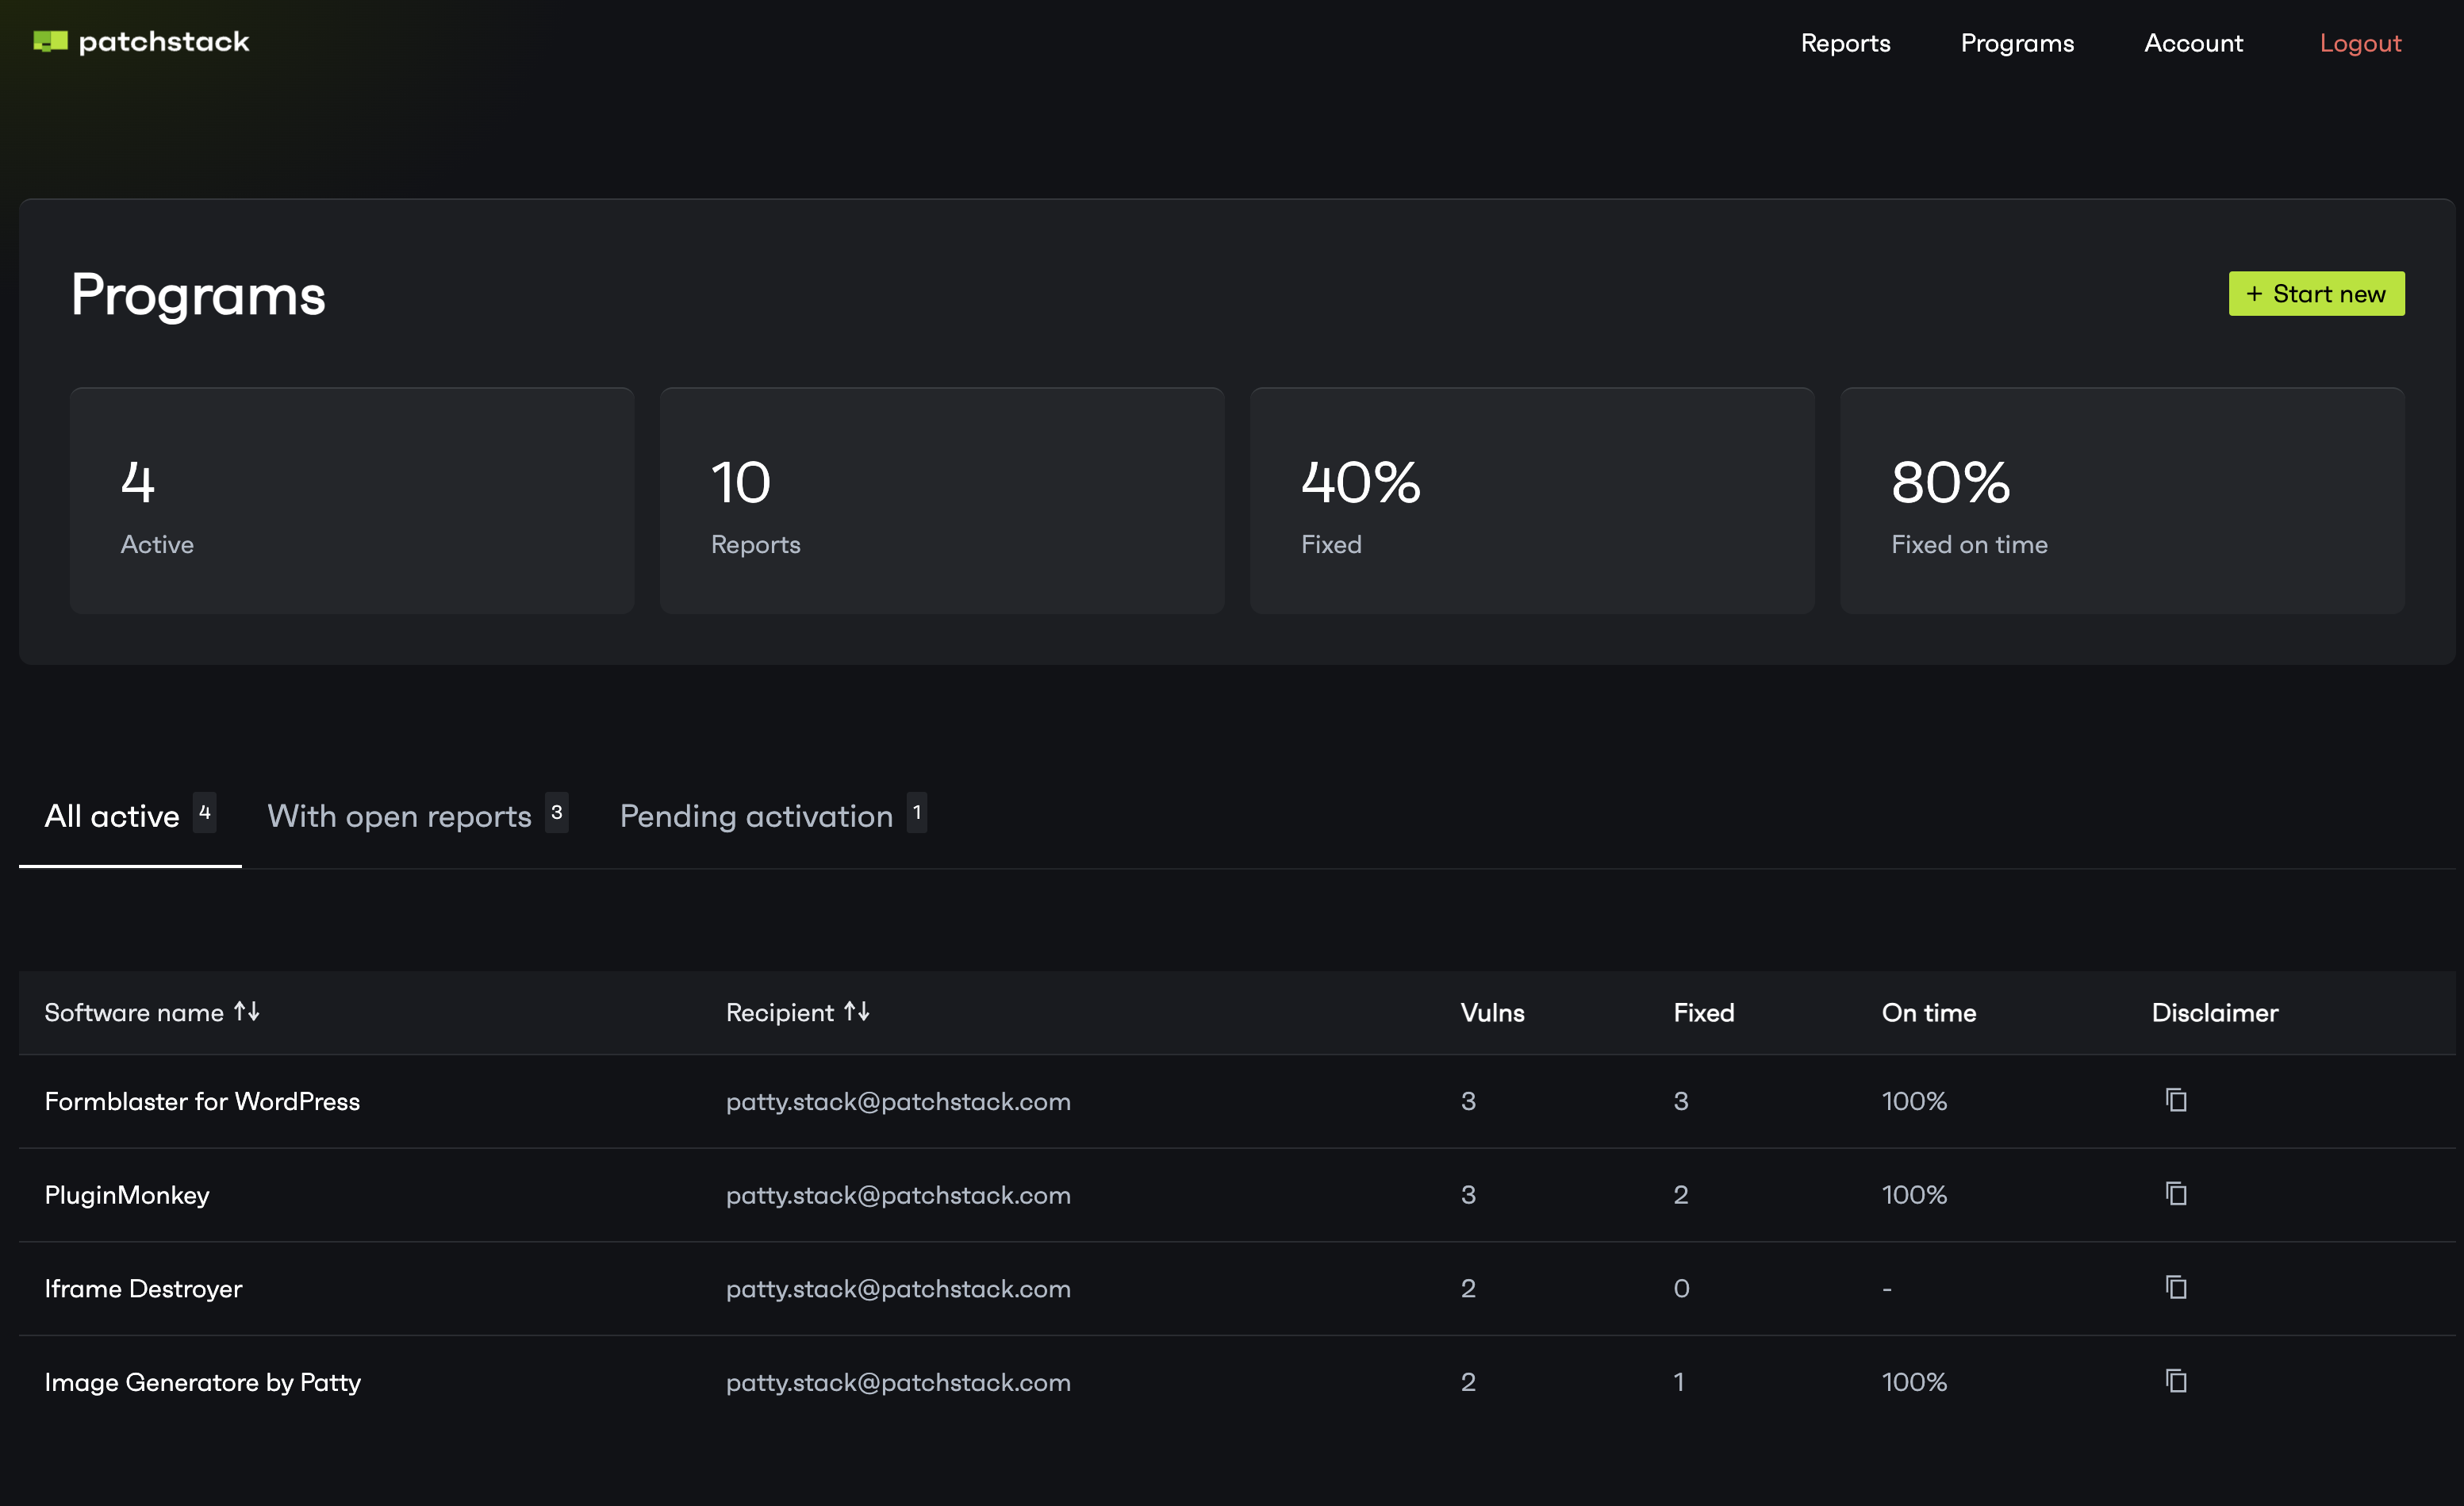 patchstack
Reports Programs Account Logout
Programs
+ Start new
4
Active
10
Reports
40%
Fixed
80%
Fixed on time
All active 4 With open reports 3 Pending activation 1
Software name ↑↓ Recipient ↑↓ Vulns Fixed On time Disclaimer
Formblaster for WordPress patty.stack@patchstack.com 3 3 100%
PluginMonkey patty.stack@patchstack.com 3 2 100%
Iframe Destroyer patty.stack@patchstack.com 2 0 -
Image Generatore by Patty patty.stack@patchstack.com 2 1 100%